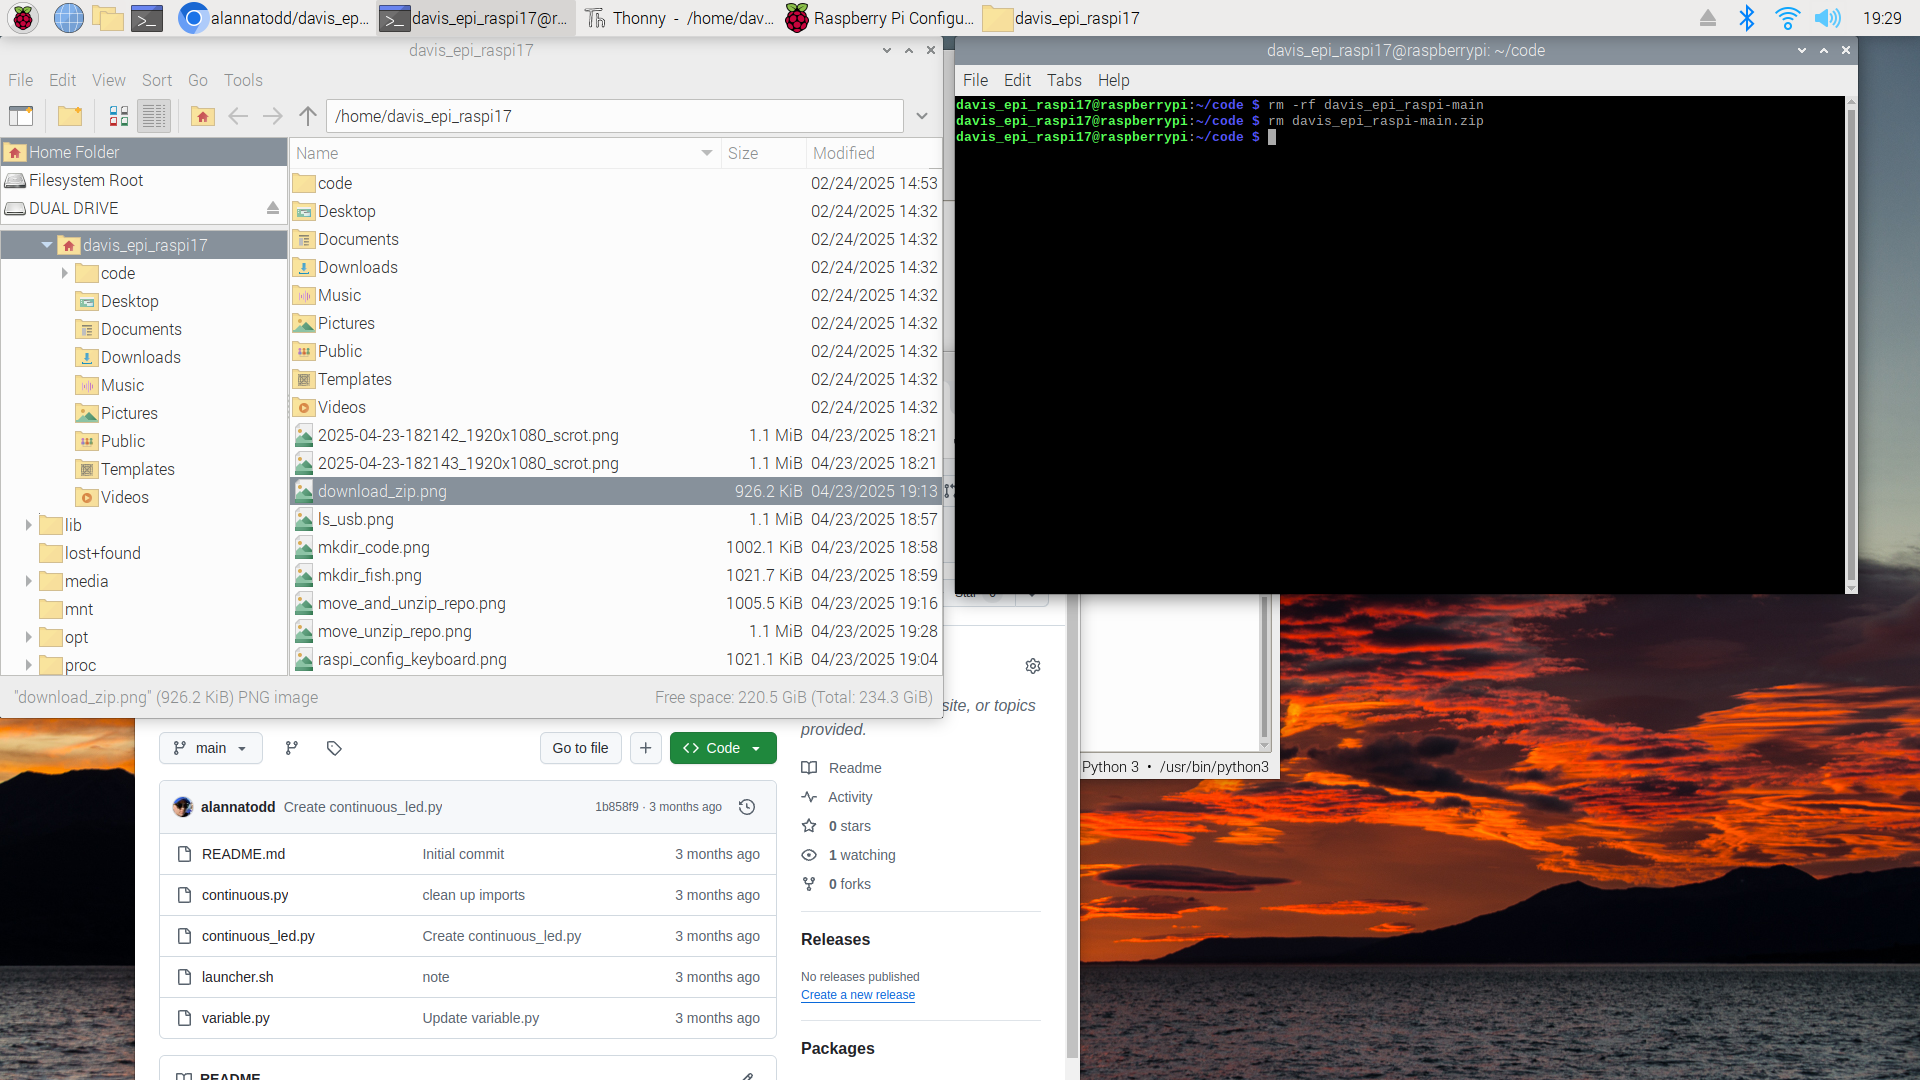 alannatodd/davis_ep...
davis_epi_raspi17@r...
Thonny - /home/dav...
Raspberry Pi Configu...
davis_epi_raspi17
19:29
davis_epi_raspi17
File Edit View Sort Go Tools
/home/davis_epi_raspi17
Home Folder
Filesystem Root
DUAL DRIVE
davis_epi_raspi17
code
Desktop
Documents
Downloads
Music
Pictures
Public
Templates
Videos
lib
lost+found
media
mnt
opt
proc
Name Size Modified
code 02/24/2025 14:53
Desktop 02/24/2025 14:32
Documents 02/24/2025 14:32
Downloads 02/24/2025 14:32
Music 02/24/2025 14:32
Pictures 02/24/2025 14:32
Public 02/24/2025 14:32
Templates 02/24/2025 14:32
Videos 02/24/2025 14:32
2025-04-23-182142_1920x1080_scrot.png 1.1 MiB 04/23/2025 18:21
2025-04-23-182143_1920x1080_scrot.png 1.1 MiB 04/23/2025 18:21
download_zip.png 926.2 KiB 04/23/2025 19:13
ls_usb.png 1.1 MiB 04/23/2025 18:57
mkdir_code.png 1002.1 KiB 04/23/2025 18:58
mkdir_fish.png 1021.7 KiB 04/23/2025 18:59
move_and_unzip_repo.png 1005.5 KiB 04/23/2025 19:16
move_unzip_repo.png 1.1 MiB 04/23/2025 19:28
raspi_config_keyboard.png 1021.1 KiB 04/23/2025 19:04
"download_zip.png" (926.2 KiB) PNG image
Free space: 220.5 GiB (Total: 234.3 GiB)
davis_epi_raspi17@raspberrypi: ~/code
File Edit Tabs Help
davis_epi_raspi17@raspberrypi:~/code $ rm -rf davis_epi_raspi-main
davis_epi_raspi17@raspberrypi:~/code $ rm davis_epi_raspi-main.zip
davis_epi_raspi17@raspberrypi:~/code $
site, or topics
provided.
Readme
Activity
0 stars
1 watching
0 forks
Releases
No releases published
Create a new release
Packages
main
Go to file
Code
alannatodd Create continuous_led.py 1b858f9 · 3 months ago
README.md Initial commit 3 months ago
continuous.py clean up imports 3 months ago
continuous_led.py Create continuous_led.py 3 months ago
launcher.sh note 3 months ago
variable.py Update variable.py 3 months ago
README
Python 3 • /usr/bin/python3